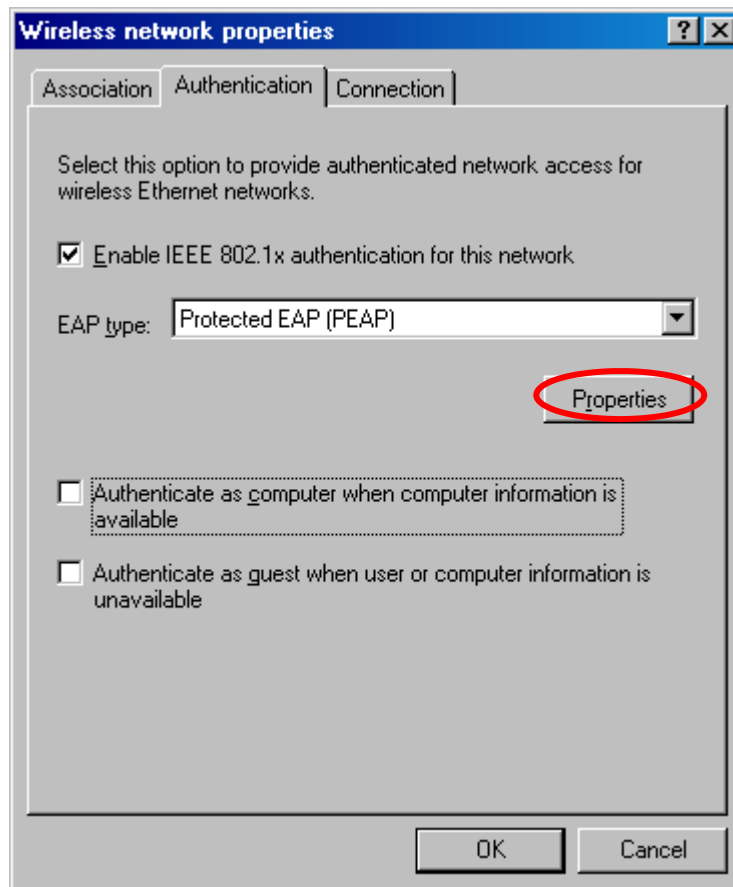 Wireless network properties
Association Authentication Connection
Select this option to provide authenticated network access for
wireless Ethernet networks.
Enable IEEE 802.1x authentication for this network
EAP type: Protected EAP (PEAP)
Properties
Authenticate as computer when computer information is
available
Authenticate as guest when user or computer information is
unavailable
OK Cancel